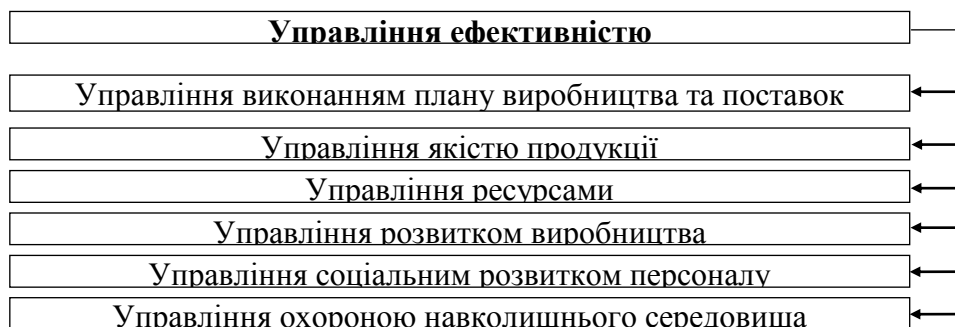 Управління ефективністю
Управління виконанням плану виробництва та поставок
Управління якістю продукції
Управління ресурсами
Управління розвитком виробництва
Управління соціальним розвитком персоналу
Управління охороною навколишнього середовища